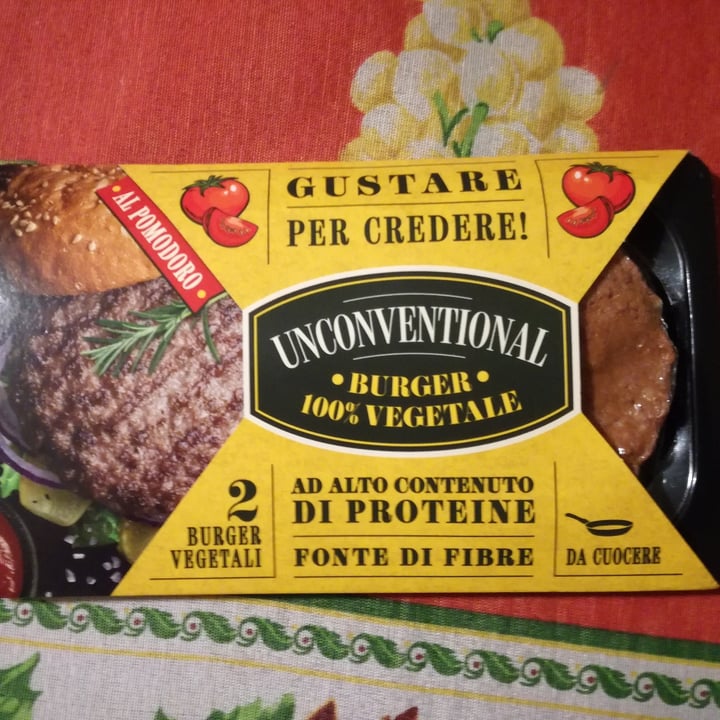 GUSTARE
PER CREDERE!
AL POMODORO
UNCONVENTIONAL
• BURGER •
100% VEGETALE
2
BURGER
VEGETALI
AD ALTO CONTENUTO
DI PROTEINE
FONTE DI FIBRE
DA CUOCERE